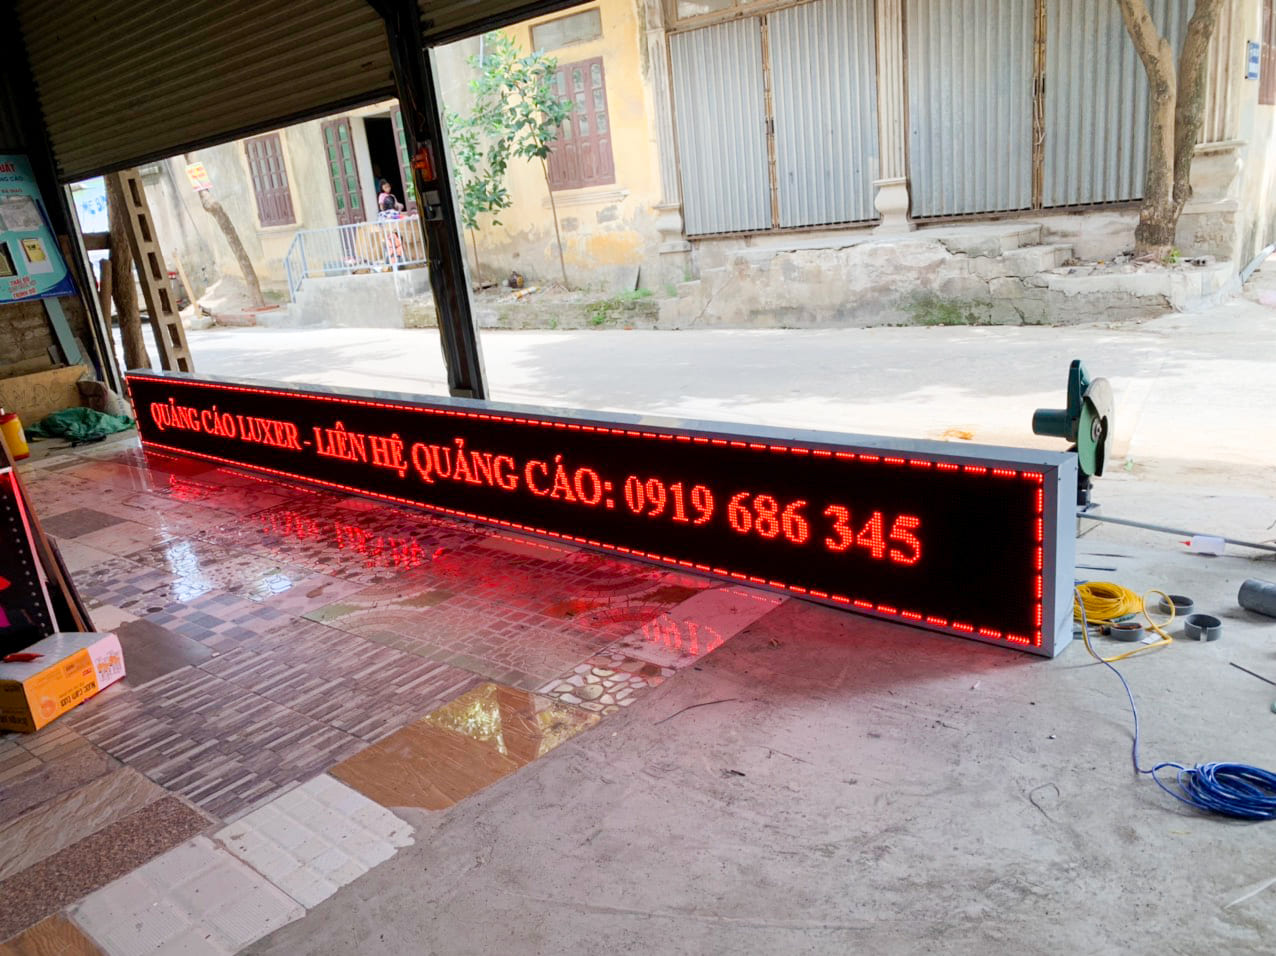 QUẢNG CÁO LUXER - LIÊN HỆ QUẢNG CÁO: 0919 686 345